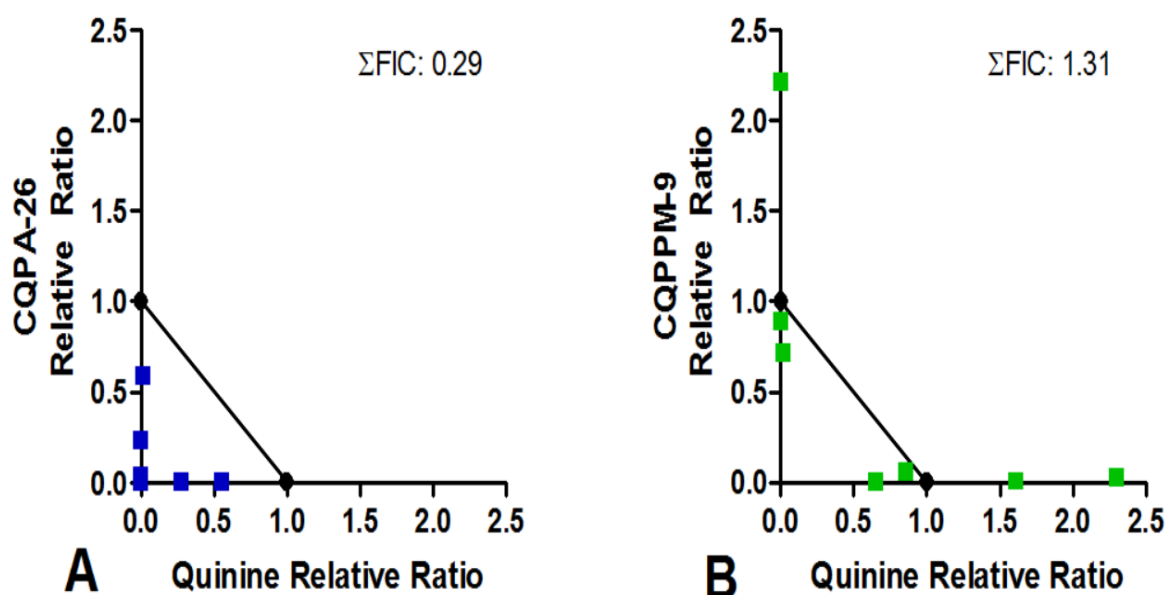 ΣFIC: 0.29
CQPA-26
Relative Ratio
2.5
2.0
1.5
1.0
0.5
0.0
0.0 0.5 1.0 1.5 2.0 2.5
Quinine Relative Ratio
A
ΣFIC: 1.31
CQPPM-9
Relative Ratio
2.5
2.0
1.5
1.0
0.5
0.0
0.0 0.5 1.0 1.5 2.0 2.5
Quinine Relative Ratio
B